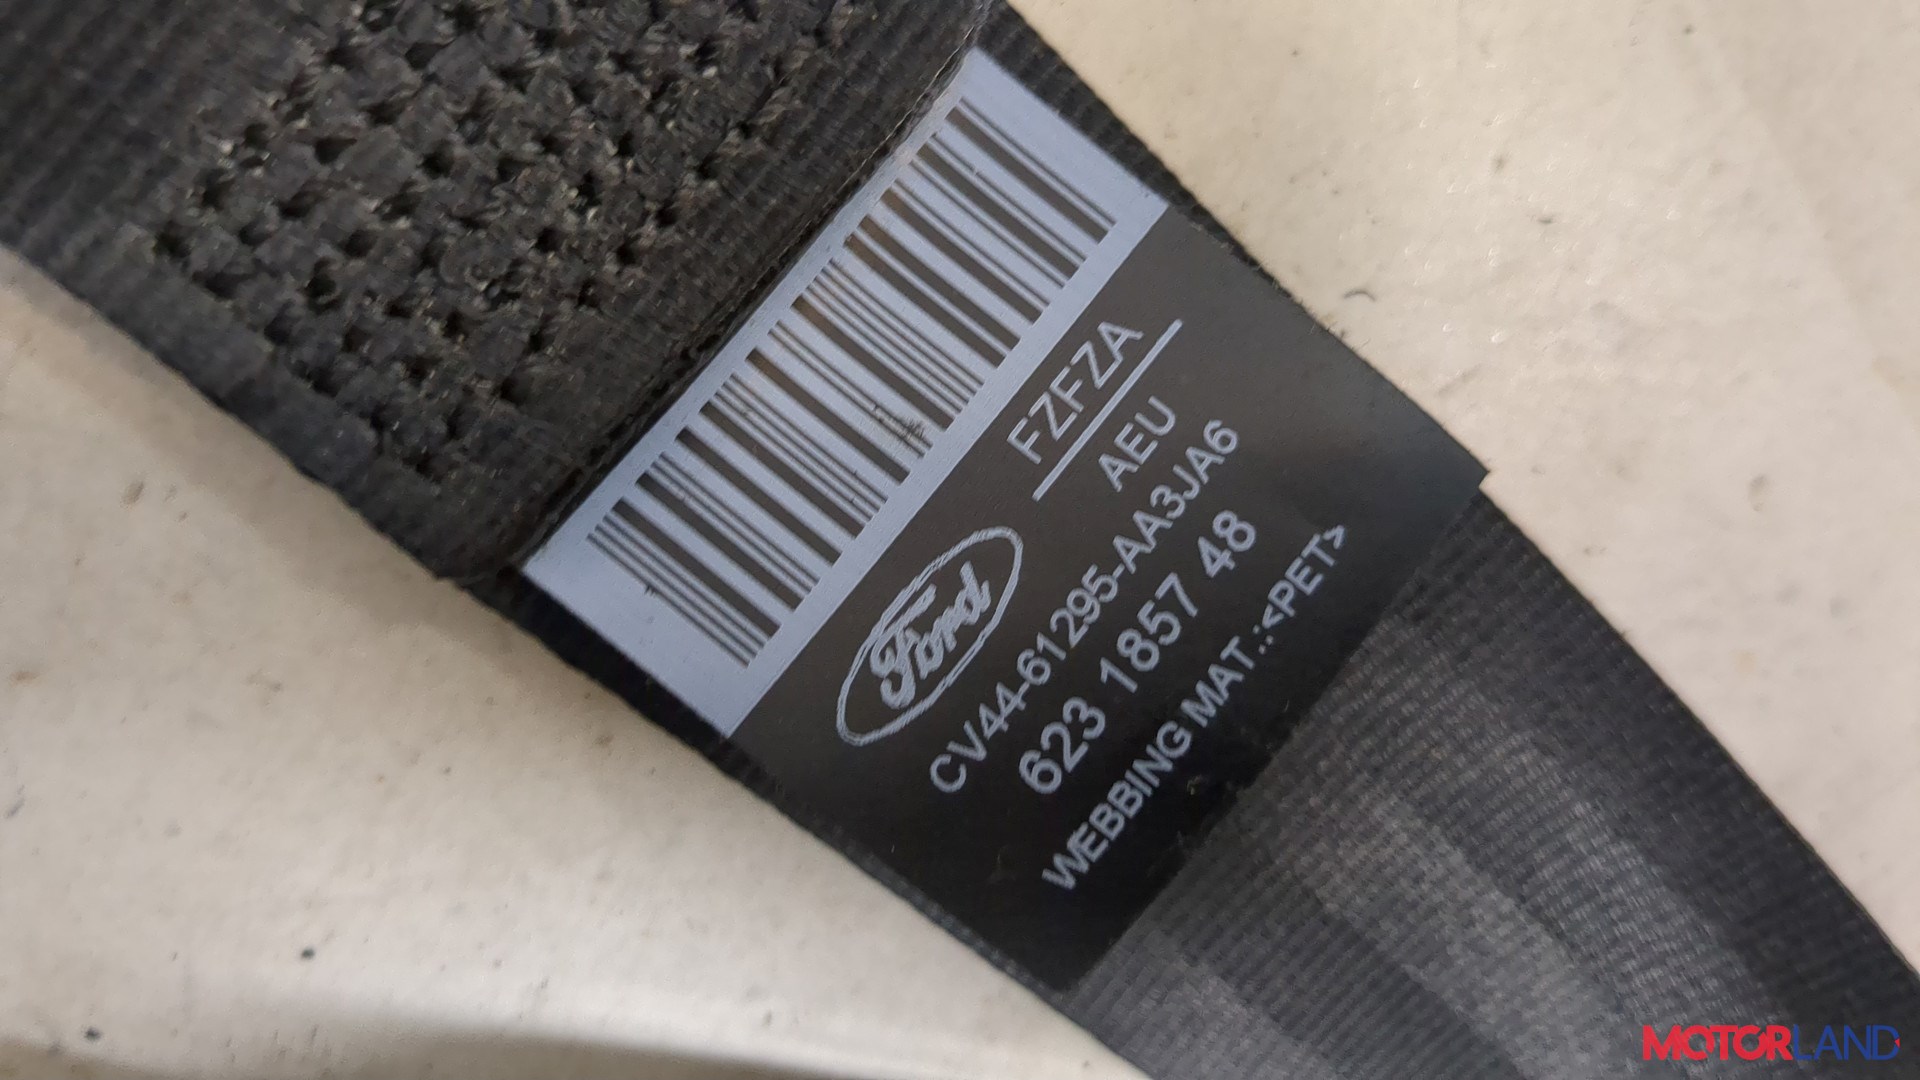 FZFZA
AEU
Ford
CV44-61295-AA3JA6
623 1857 48
WEBBING MAT.:<PET>
MOTORLAND